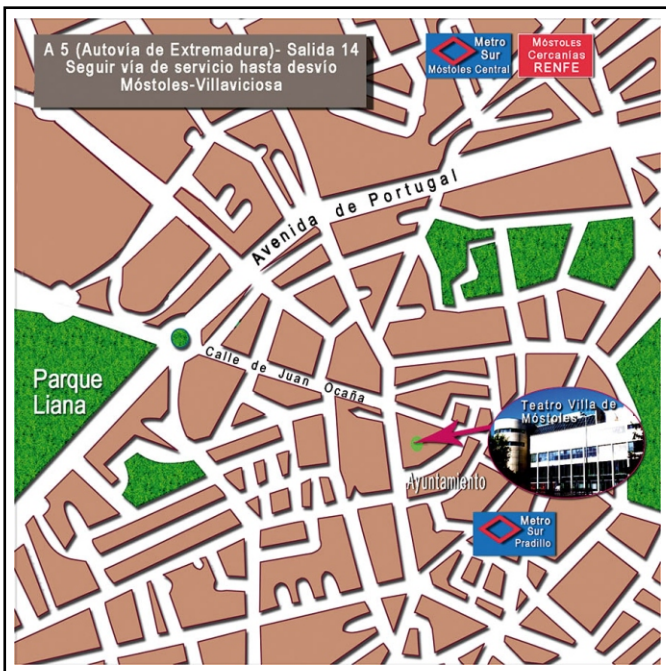 A 5 (Autovía de Extremadura)- Salida 14
Seguir vía de servicio hasta desvío
Móstoles-Villaviciosa
Metro
Sur
Móstoles Central
MÓSTOLES
Cercanías
RENFE
Avenida de Portugal
Calle de Juan Ocaña
Parque
Liana
Teatro Villa de
Móstoles
Ayuntamiento
Metro
Sur
Pradillo